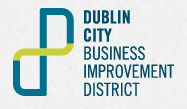 DUBLIN
CITY
BUSINESS
IMPROVEMENT
DISTRICT